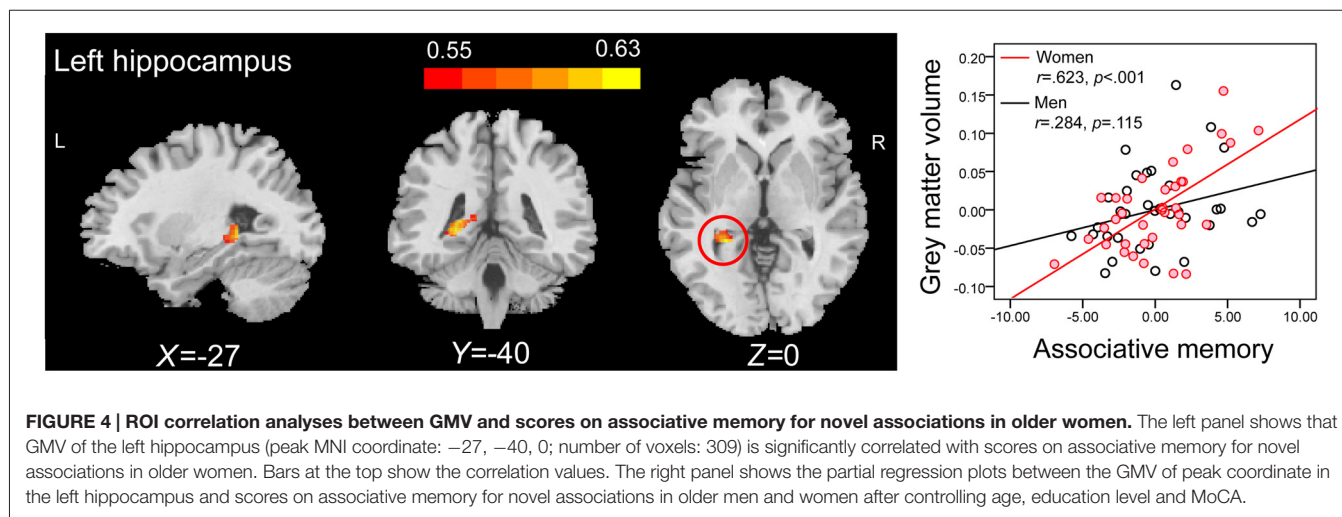 Left hippocampus
0.55 0.63
L
R
X=-27
Y=-40
Z=0
Women
r=.623, p<.001
Men
r=.284, p=.115
Grey matter volume
0.20
0.15
0.10
0.05
0.00
-0.05
-0.10
-10.00 -5.00 0.00 5.00 10.00
Associative memory
FIGURE 4 | ROI correlation analyses between GMV and scores on associative memory for novel associations in older women. The left panel shows that
GMV of the left hippocampus (peak MNI coordinate: −27, −40, 0; number of voxels: 309) is significantly correlated with scores on associative memory for novel
associations in older women. Bars at the top show the correlation values. The right panel shows the partial regression plots between the GMV of peak coordinate in
the left hippocampus and scores on associative memory for novel associations in older men and women after controlling age, education level and MoCA.